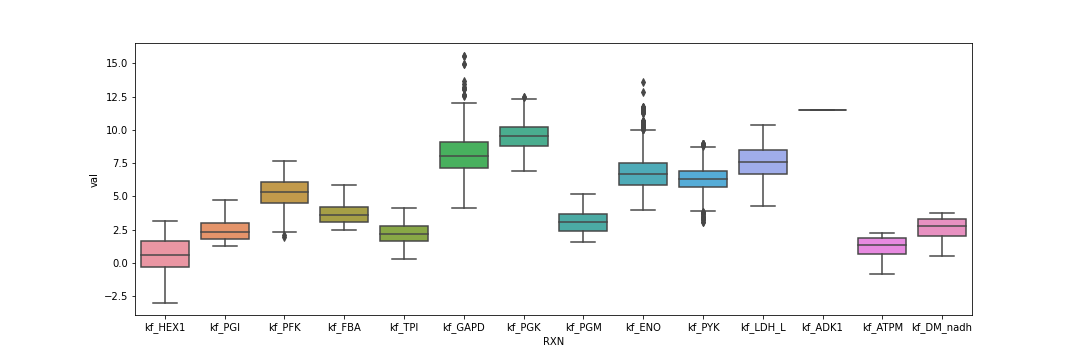 15.0
12.5
10.0
7.5
5.0
2.5
0.0
−2.5
val
kf_HEX1 kf_PGI kf_PFK kf_FBA kf_TPI kf_GAPD kf_PGK kf_PGM kf_ENO kf_PYK kf_LDH_L kf_ADK1 kf_ATPM kf_DM_nadh
RXN